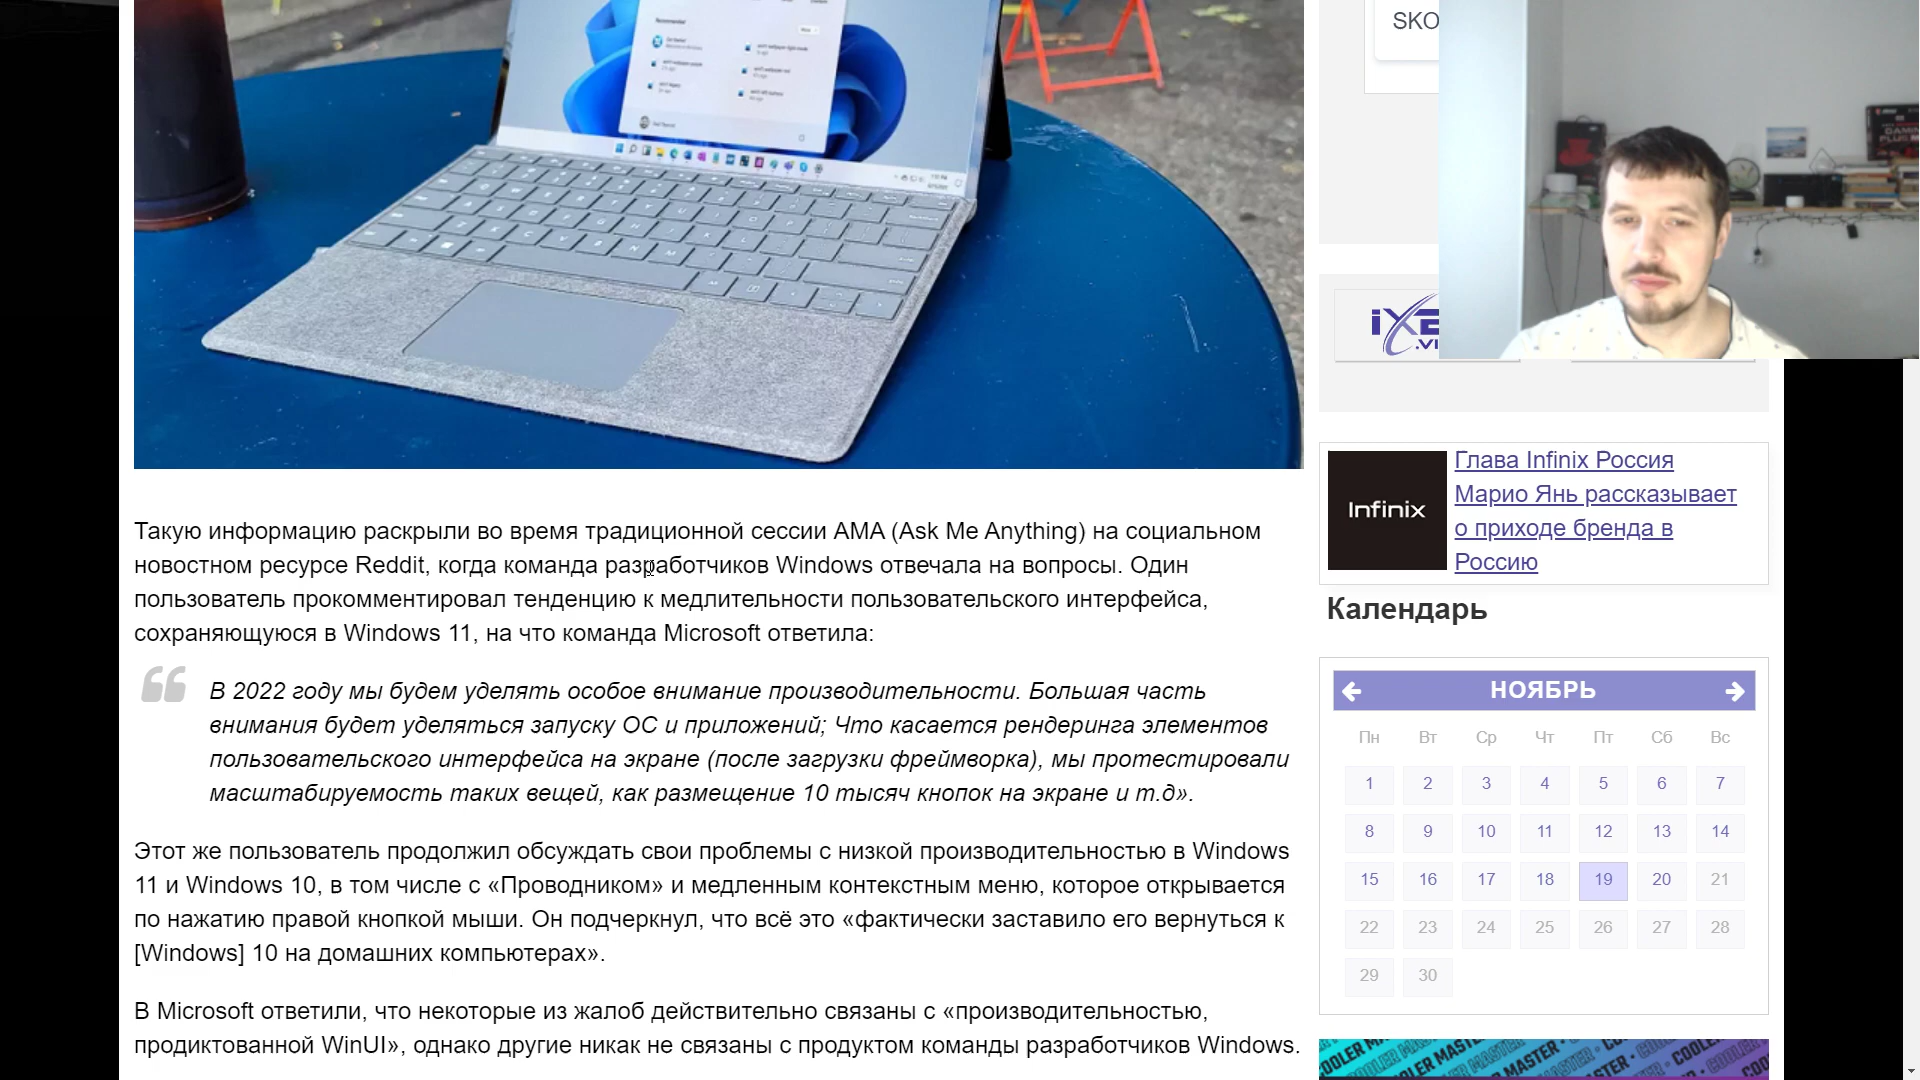 SKO
Recommended
Такую информацию раскрыли во время традиционной сессии AMA (Ask Me Anything) на социальном
новостном ресурсе Reddit, когда команда разработчиков Windows отвечала на вопросы. Один
пользователь прокомментировал тенденцию к медлительности пользовательского интерфейса,
сохраняющуюся в Windows 11, на что команда Microsoft ответила:
В 2022 году мы будем уделять особое внимание производительности. Большая часть
внимания будет уделяться запуску ОС и приложений; Что касается рендеринга элементов
пользовательского интерфейса на экране (после загрузки фреймворка), мы протестировали
масштабируемость таких вещей, как размещение 10 тысяч кнопок на экране и т.д».
Этот же пользователь продолжил обсуждать свои проблемы с низкой производительностью в Windows
11 и Windows 10, в том числе с «Проводником» и медленным контекстным меню, которое открывается
по нажатию правой кнопкой мыши. Он подчеркнул, что всё это «фактически заставило его вернуться к
[Windows] 10 на домашних компьютерах».
В Microsoft ответили, что некоторые из жалоб действительно связаны с «производительностью,
продиктованной WinUI», однако другие никак не связаны с продуктом команды разработчиков Windows.
iXE
.VI
Infinix
Глава Infinix Россия
Марио Янь рассказывает
о приходе бренда в
Россию
Календарь
НОЯБРЬ
Пн Вт Ср Чт Пт Сб Вс
1 2 3 4 5 6 7
8 9 10 11 12 13 14
15 16 17 18 19 20 21
22 23 24 25 26 27 28
29 30
COOLER MASTER